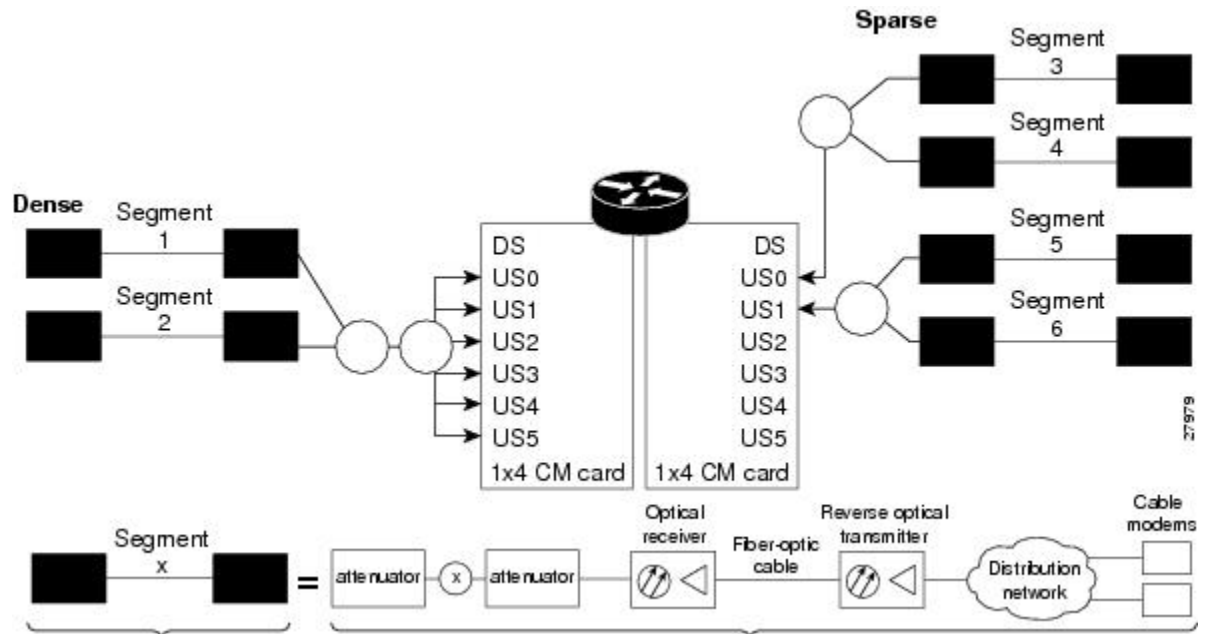 Sparse
Segment
3
Segment
4
Dense
Segment
1
Segment
2
Segment
5
Segment
6
DS
US0
US1
US2
US3
US4
US5
1x4 CM card
DS
US0
US1
US2
US3
US4
US5
1x4 CM card
27979
Segment
x
=
attenuator
x
attenuator
Optical
receiver
Fiber-optic
cable
Reverse optical
transmitter
Distribution
network
Cable
modems